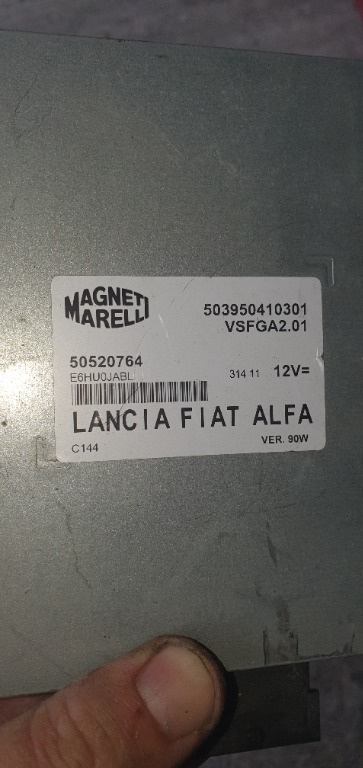 MAGNETI
MARELLI
503950410301
VSFGA2.01
50520764
E6HU0JABL
314 11 12V=
LANCIA FIAT ALFA
C144 VER. 90W